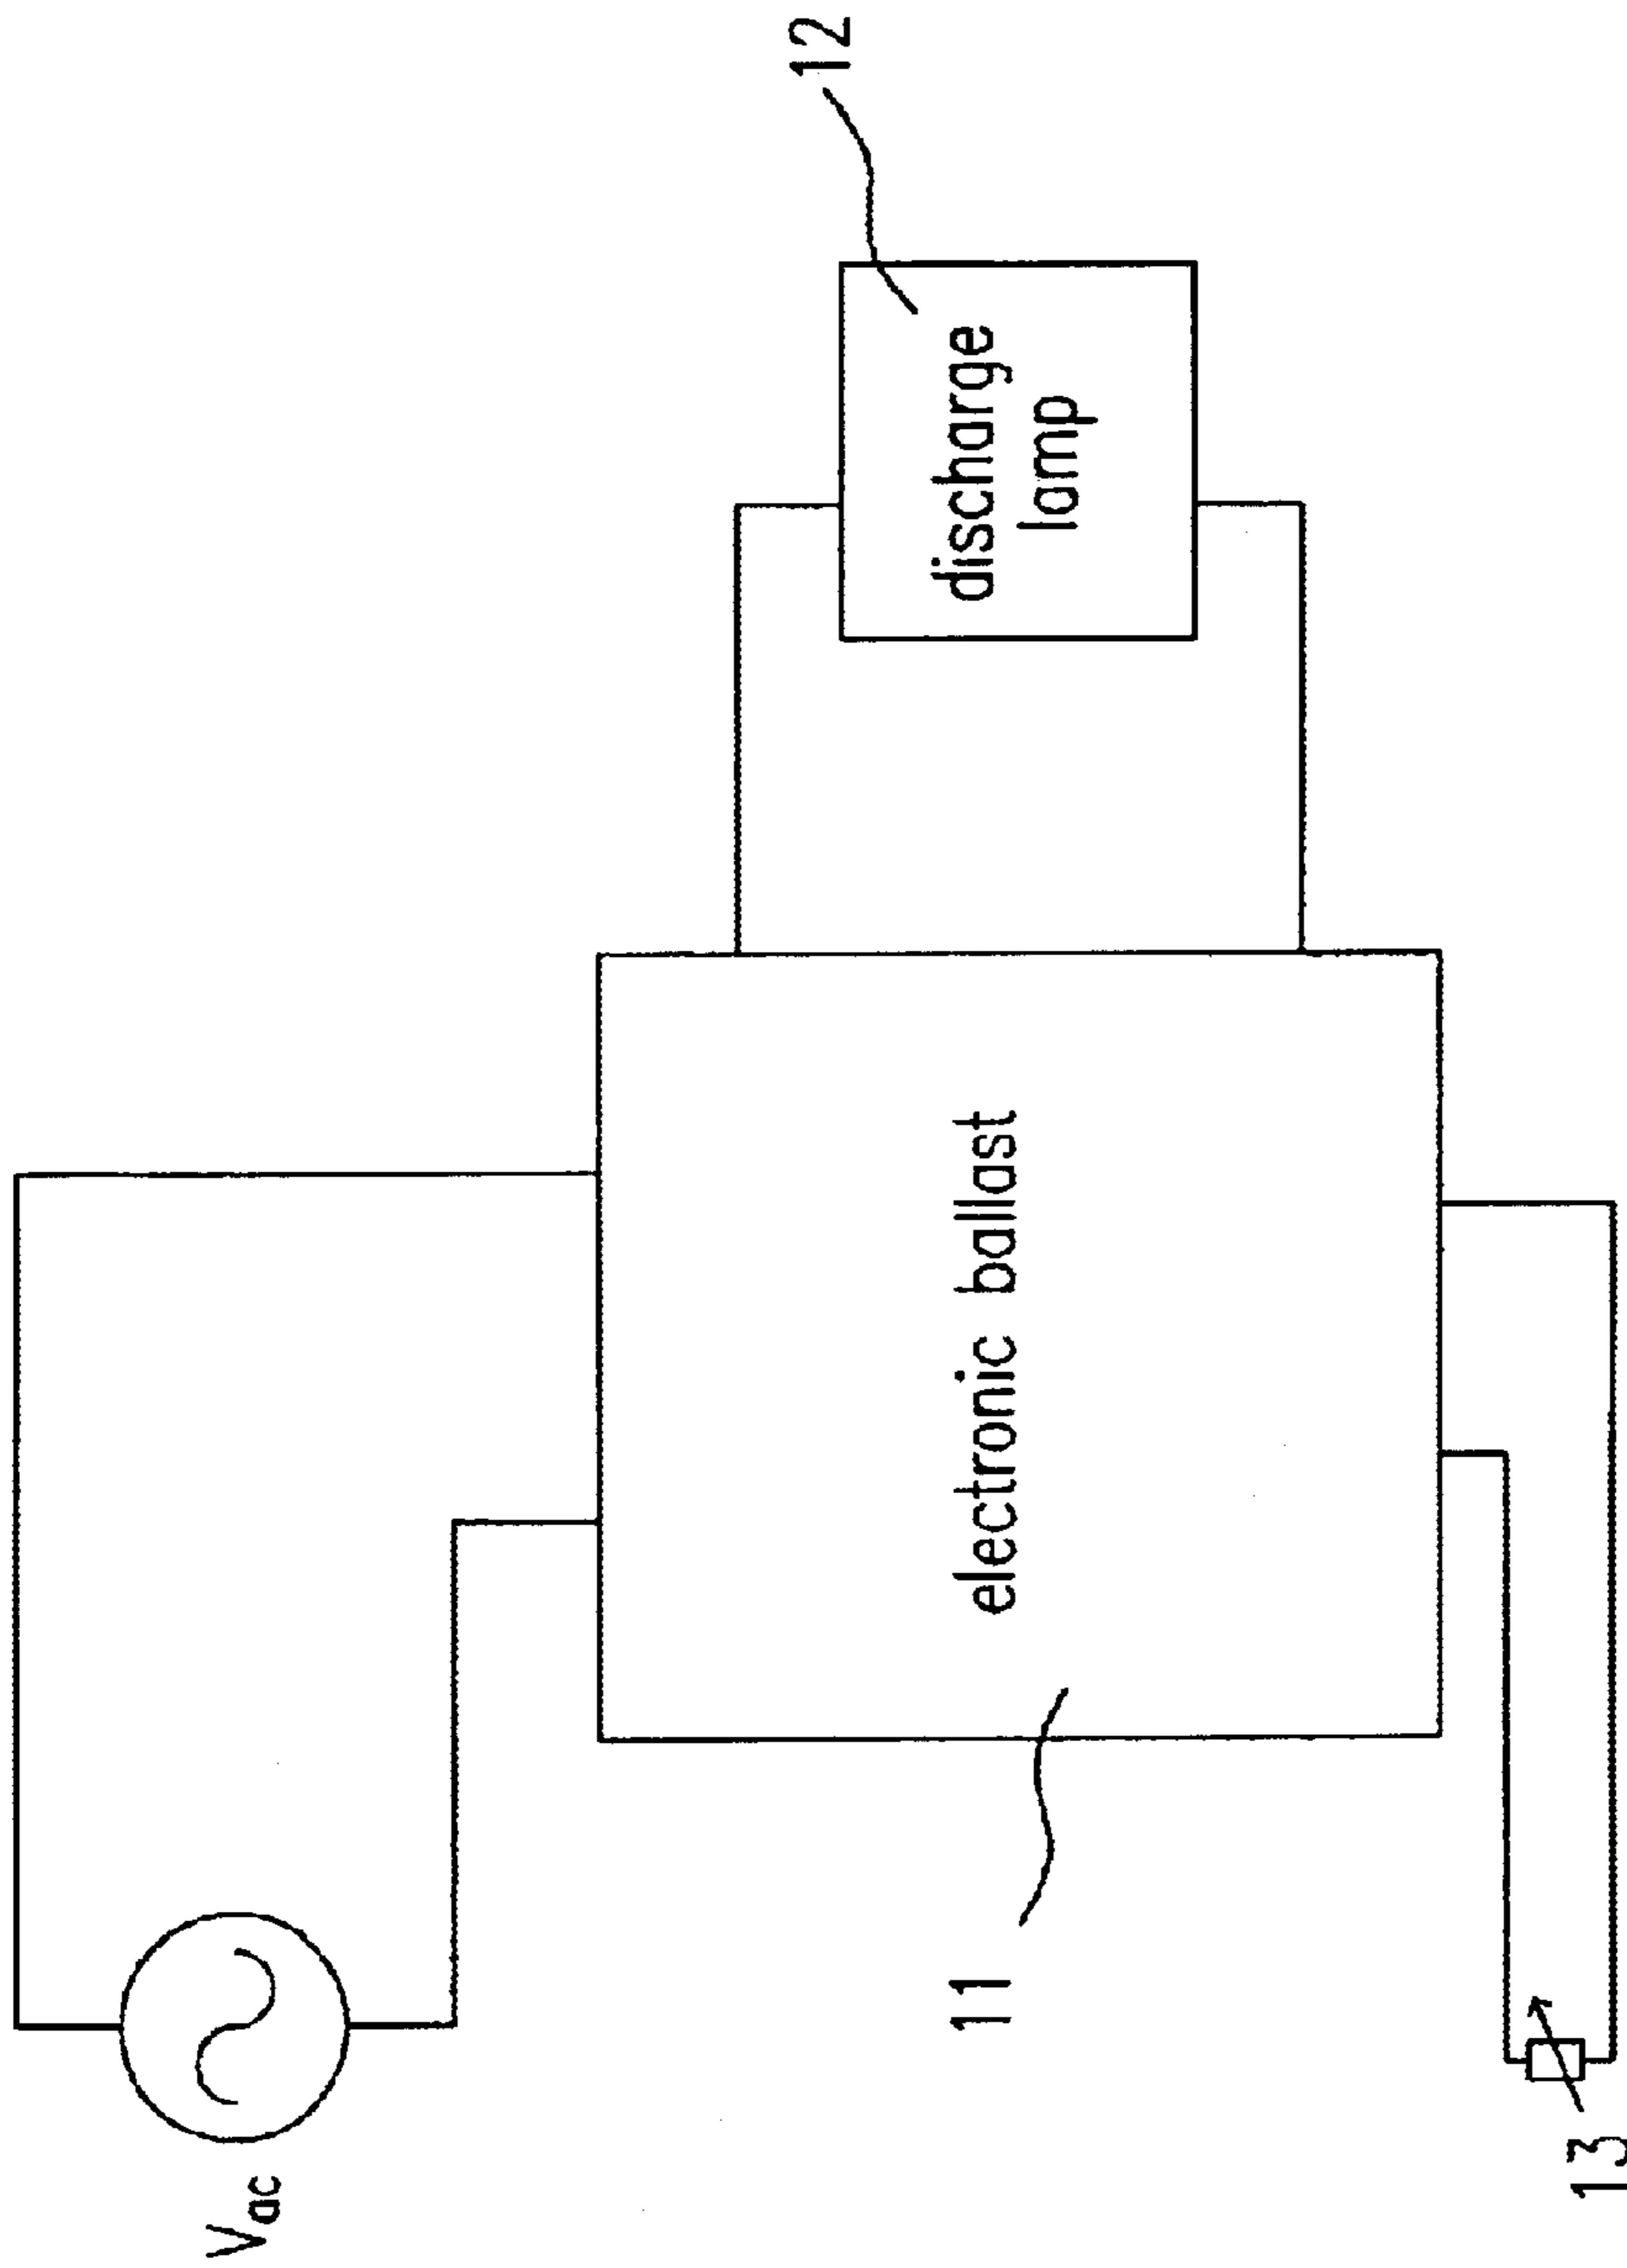 Vac
12
discharge
lamp
electronic ballast
11
13